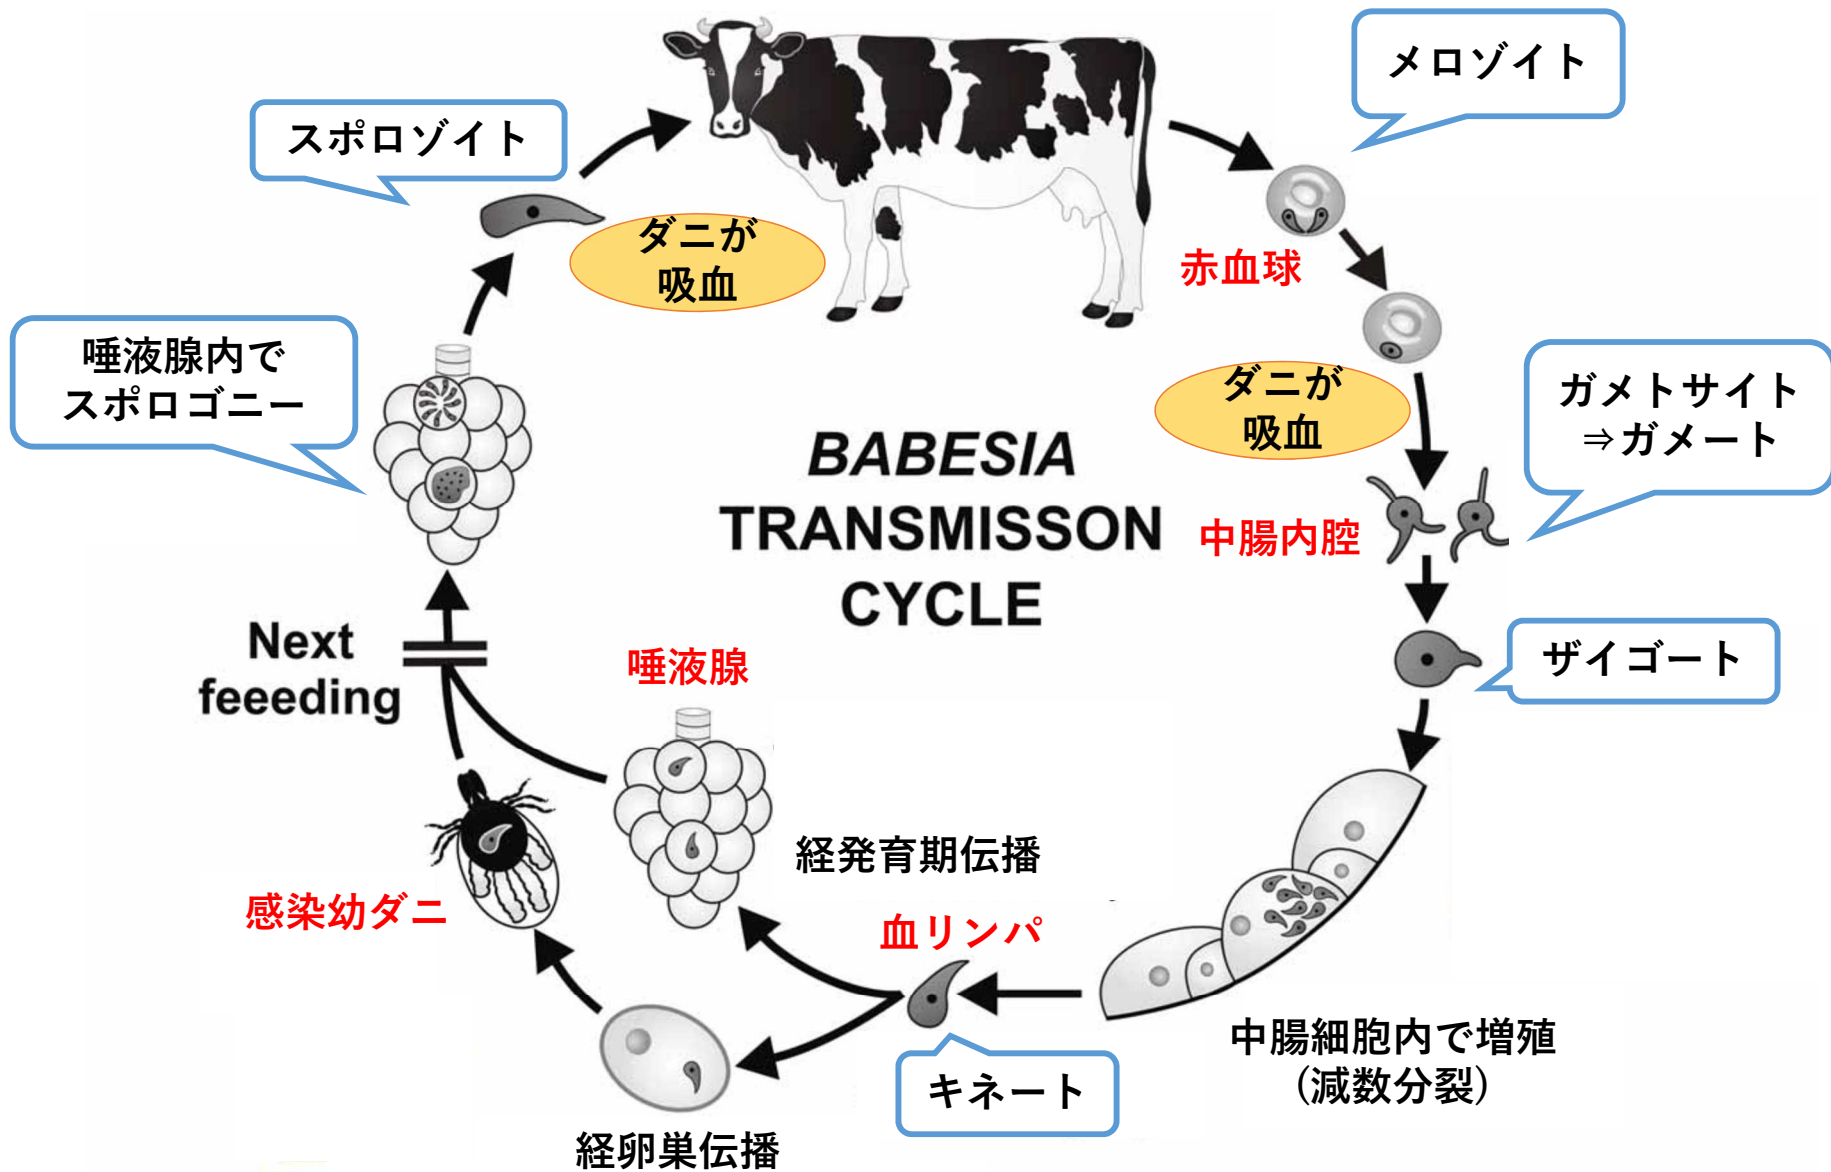 メロゾイト
スポロゾイト
ダニが
吸血
赤血球
唾液腺内で
スポロゴニー
ダニが
吸血
ガメトサイト
⇒ガメート
BABESIA
TRANSMISSON
CYCLE
中腸内腔
Next
feeeding
唾液腺
ザイゴート
経発育期伝播
感染幼ダニ
血リンパ
中腸細胞内で増殖
(減数分裂)
キネート
経卵巣伝播